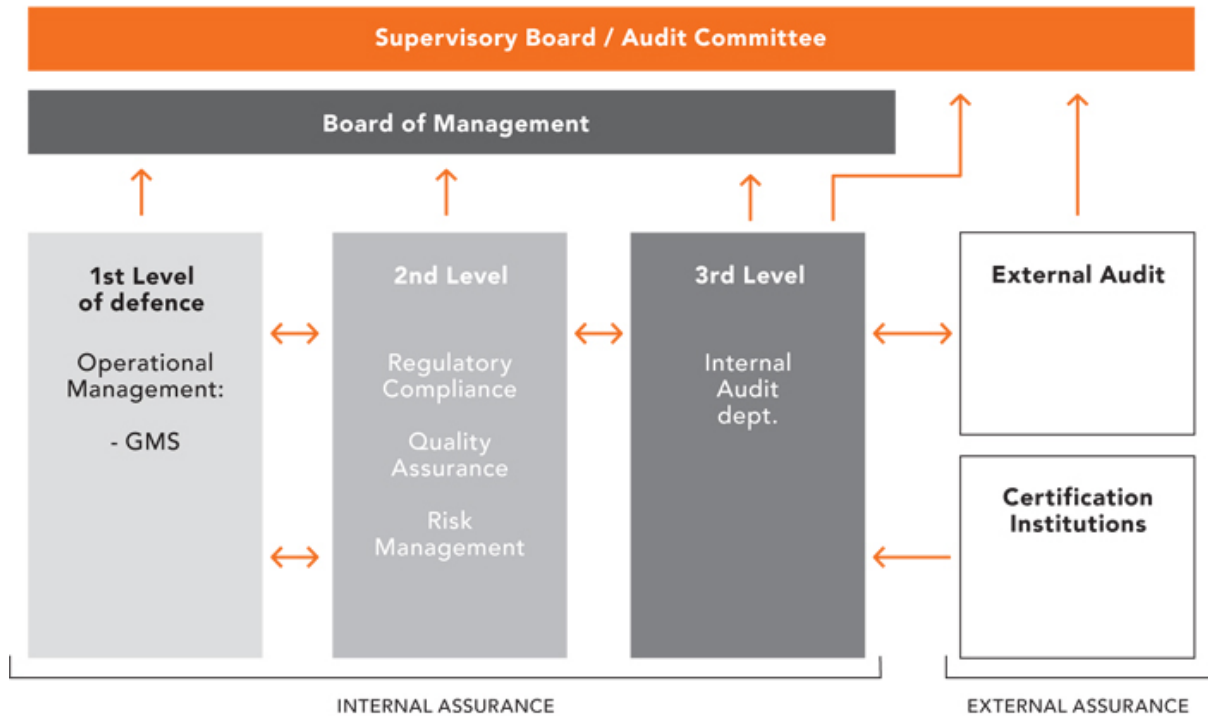 Supervisory Board / Audit Committee
Board of Management
1st Level
of defence
Operational
Management:
- GMS
2nd Level
Regulatory
Compliance
Quality
Assurance
Risk
Management
3rd Level
Internal
Audit
dept.
External Audit
Certification
Institutions
INTERNAL ASSURANCE
EXTERNAL ASSURANCE